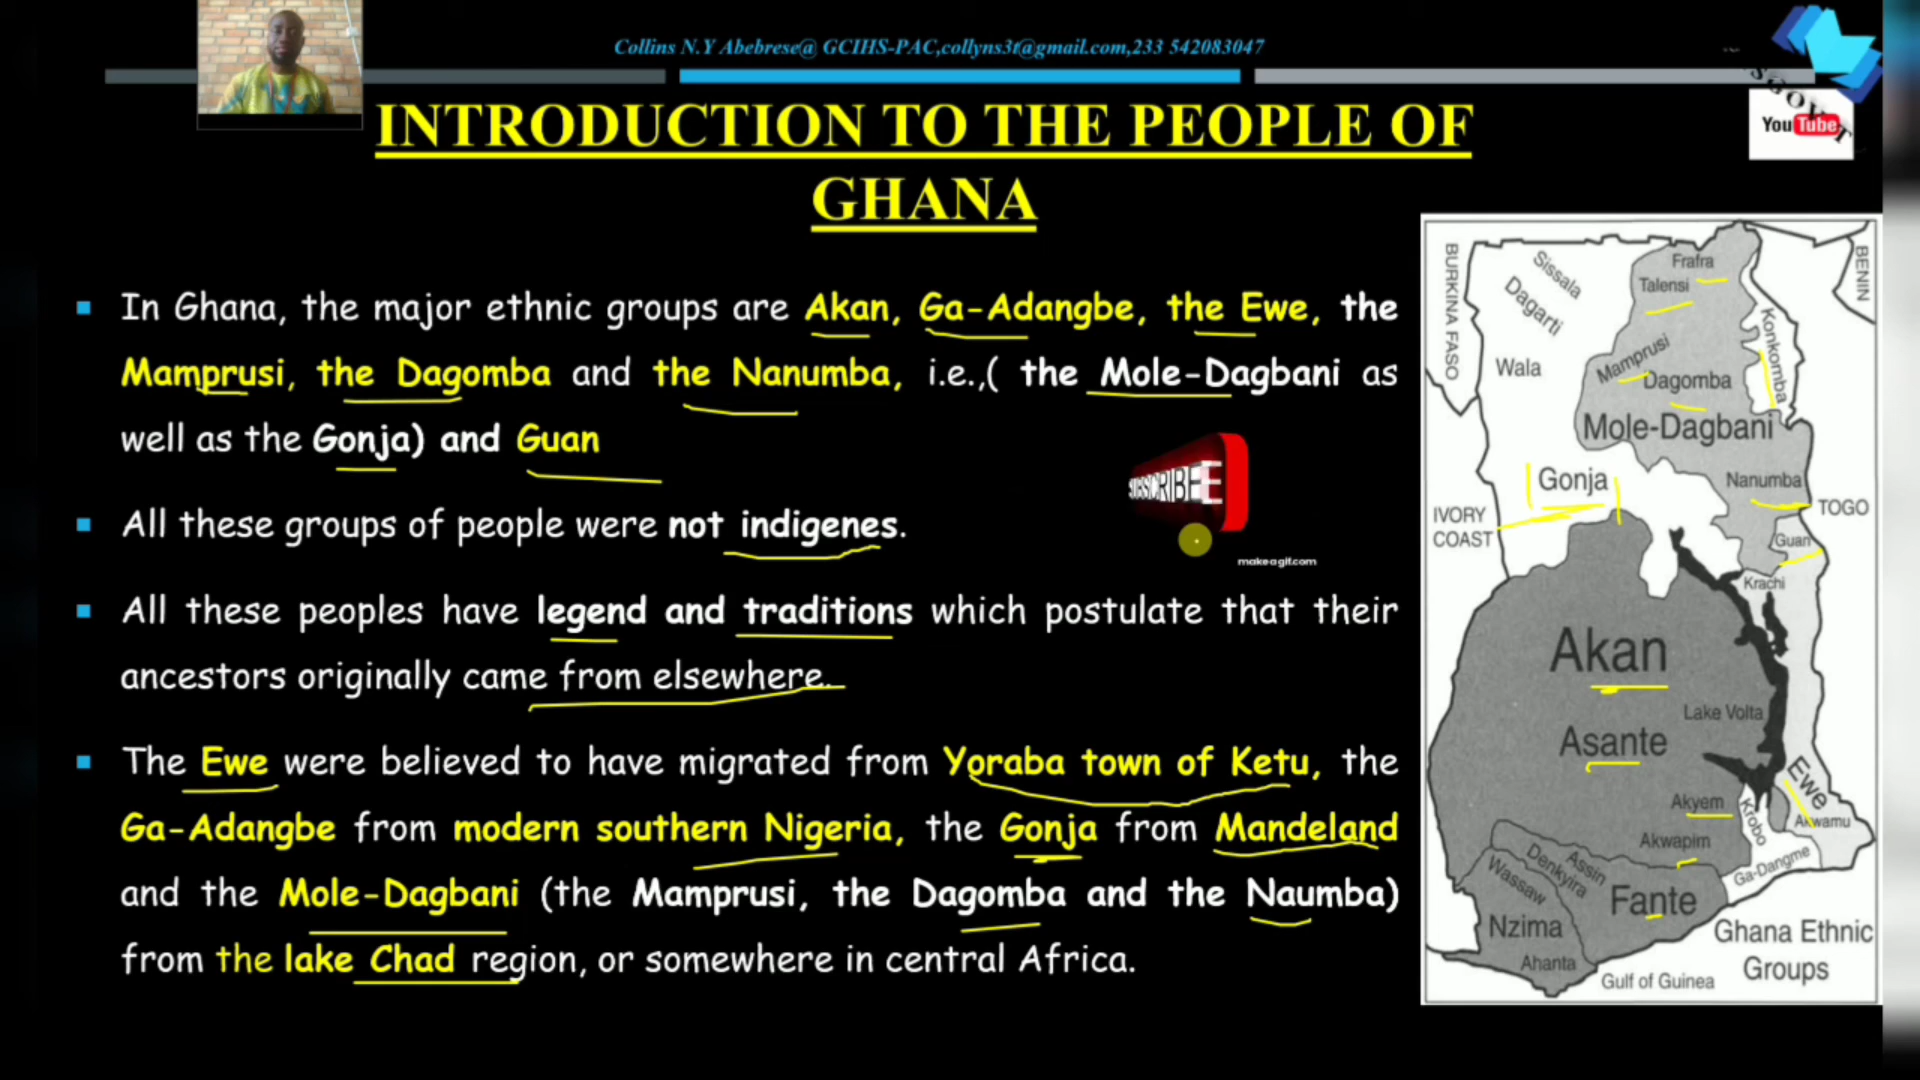 Collins N.Y Abebrese@ GCIHS-PAC,collyns3t@gmail.com,233 542083047
YouTube
INTRODUCTION TO THE PEOPLE OF
GHANA
In Ghana, the major ethnic groups are Akan, Ga-Adangbe, the Ewe, the
Mamprusi, the Dagomba and the Nanumba, i.e.,( the Mole-Dagbani as
well as the Gonja) and Guan
makeagif.com
All these groups of people were not indigenes.
All these peoples have legend and traditions which postulate that their
ancestors originally came from elsewhere.
The Ewe were believed to have migrated from Yoraba town of Ketu, the
Ga-Adangbe from modern southern Nigeria, the Gonja from Mandeland
and the Mole-Dagbani (the Mamprusi, the Dagomba and the Naumba)
from the lake Chad region, or somewhere in central Africa.
BURKINA FASO
BENIN
Sissala
Dagarti
Wala
Frafra
Talensi
Mamprusi
Konkomba
Dagomba
Mole-Dagbani
Gonja
Nanumba
IVORY
COAST
TOGO
Guan
Krachi
Akan
Lake Volta
Asante
Ewe
Akyem
Krobo
Akwamu
Akwapim
Ga-Dangme
Assin
Denkyira
Wassaw
Fante
Nzima
Ahanta
Gulf of Guinea
Ghana Ethnic
Groups